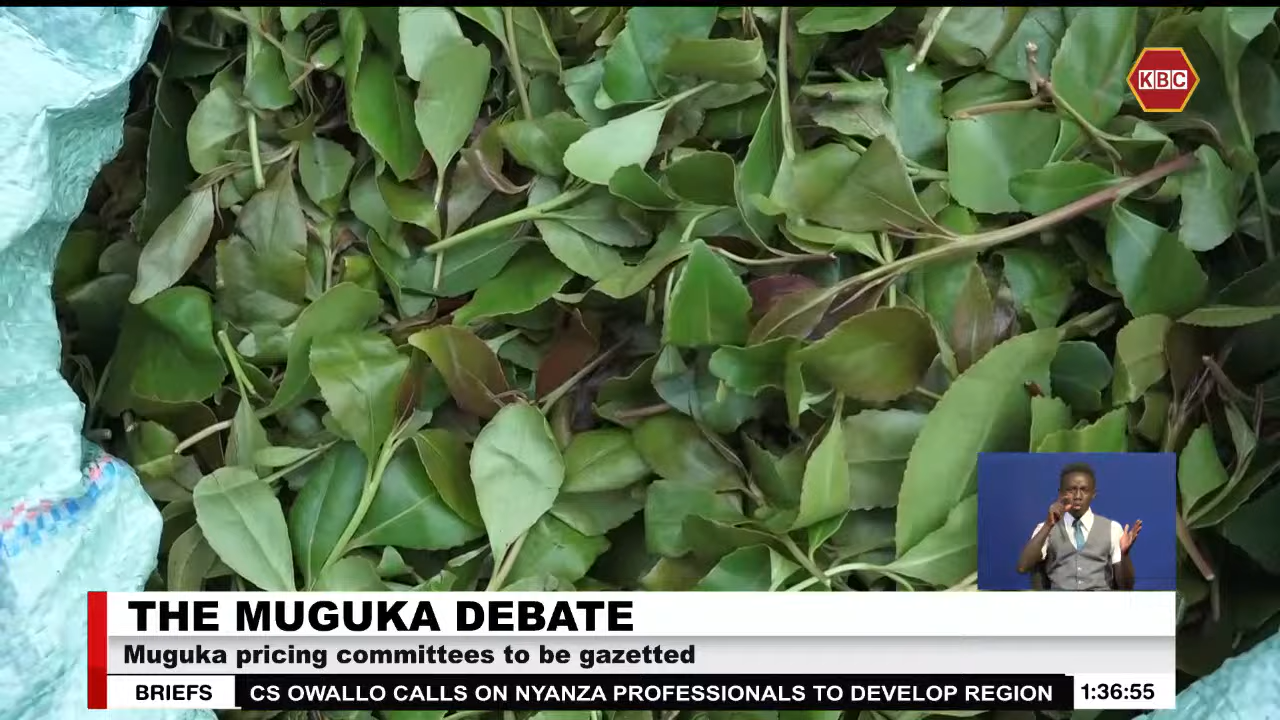 KBC
THE MUGUKA DEBATE
Muguka pricing committees to be gazetted
BRIEFS CS OWALLO CALLS ON NYANZA PROFESSIONALS TO DEVELOP REGION 1:36:55